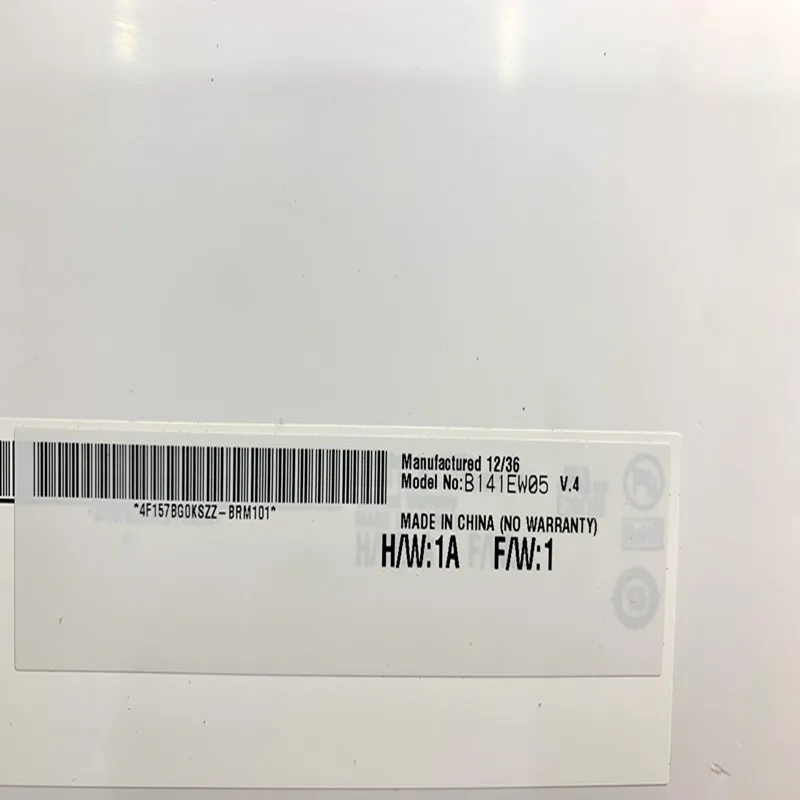 Manufactured 12/36
Model No:B141EW05 V.4
*4F157BG0KSZZ-BRM101*
MADE IN CHINA (NO WARRANTY)
H/W:1A F/W:1